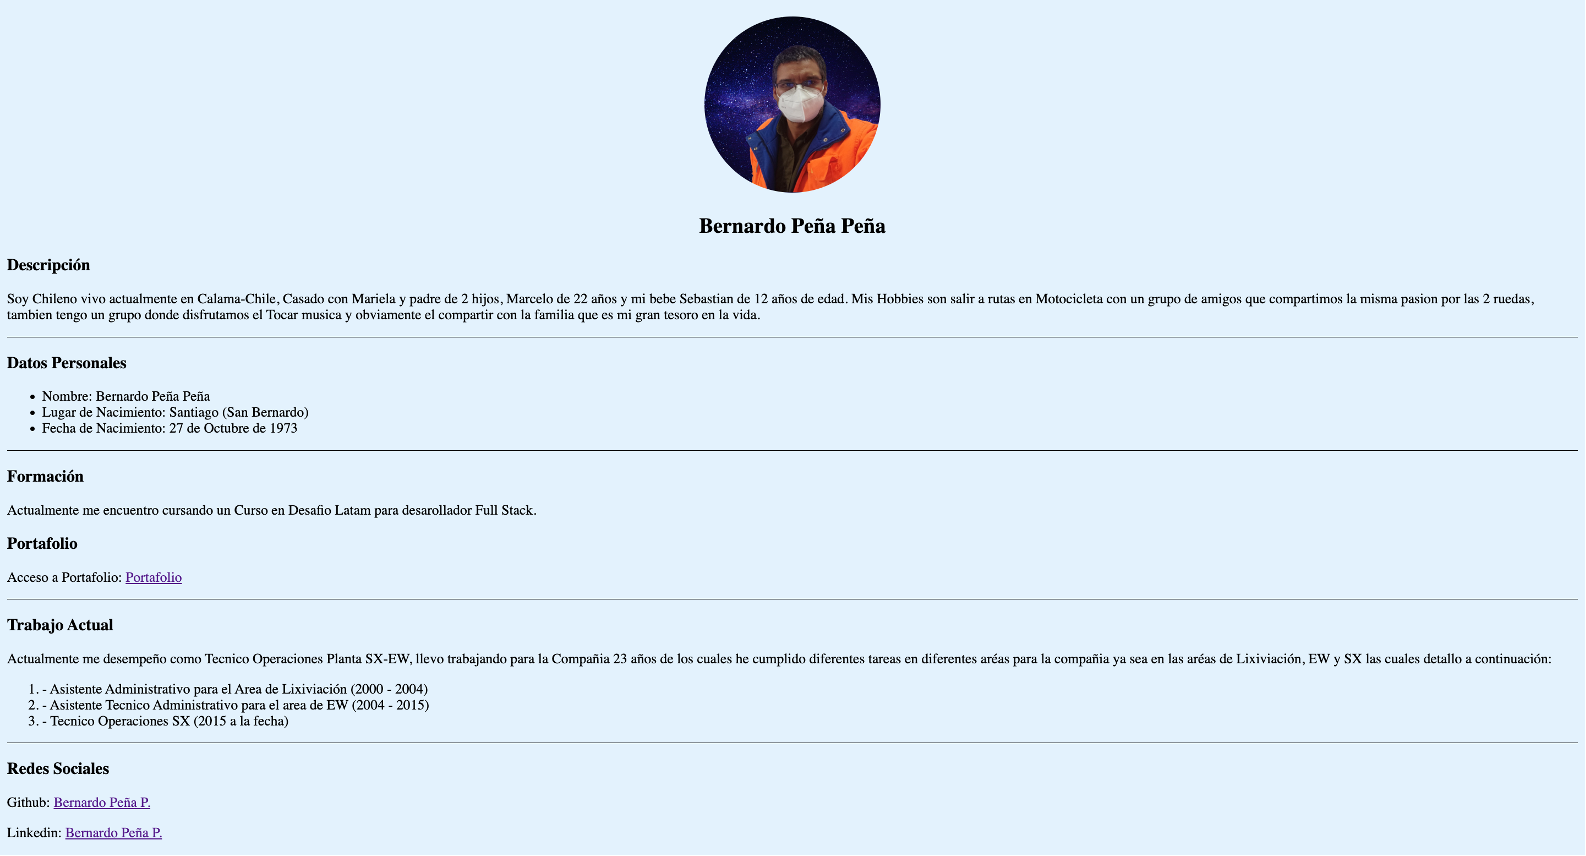 Bernardo Peña Peña
Descripción
Soy Chileno vivo actualmente en Calama-Chile, Casado con Mariela y padre de 2 hijos, Marcelo de 22 años y mi bebe Sebastian de 12 años de edad. Mis Hobbies son salir a rutas en Motocicleta con un grupo de amigos que compartimos la misma pasion por las 2 ruedas,
tambien tengo un grupo donde disfrutamos el Tocar musica y obviamente el compartir con la familia que es mi gran tesoro en la vida.
Datos Personales
• Nombre: Bernardo Peña Peña
• Lugar de Nacimiento: Santiago (San Bernardo)
• Fecha de Nacimiento: 27 de Octubre de 1973
Formación
Actualmente me encuentro cursando un Curso en Desafio Latam para desarollador Full Stack.
Portafolio
Acceso a Portafolio: Portafolio
Trabajo Actual
Actualmente me desempeño como Tecnico Operaciones Planta SX-EW, llevo trabajando para la Compañia 23 años de los cuales he cumplido diferentes tareas en diferentes aréas para la compañia ya sea en las aréas de Lixiviación, EW y SX las cuales detallo a continuación:
1. - Asistente Administrativo para el Area de Lixiviación (2000 - 2004)
2. - Asistente Tecnico Administrativo para el area de EW (2004 - 2015)
3. - Tecnico Operaciones SX (2015 a la fecha)
Redes Sociales
Github: Bernardo Peña P.
Linkedin: Bernardo Peña P.